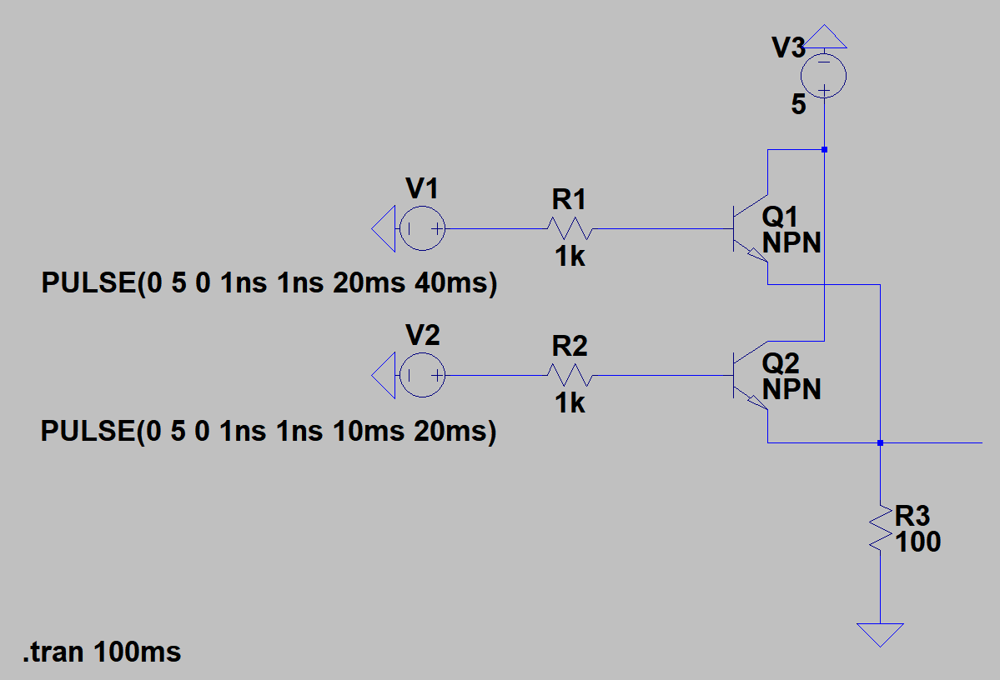 V3
5
V1
R1
Q1
NPN
1k
PULSE(0 5 0 1ns 1ns 20ms 40ms)
V2
R2
Q2
NPN
1k
PULSE(0 5 0 1ns 1ns 10ms 20ms)
R3
100
.tran 100ms